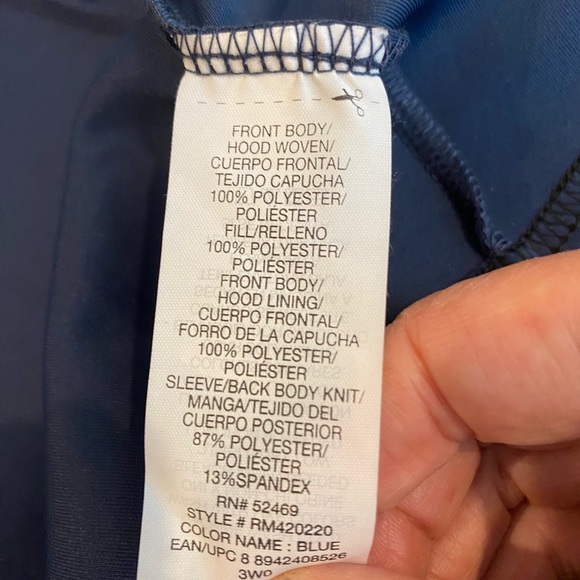 FRONT BODY/
HOOD WOVEN/
CUERPO FRONTAL/
TEJIDO CAPUCHA
100% POLYESTER/
POLIÉSTER
FILL/RELLENO
100% POLYESTER/
POLIÉSTER
FRONT BODY/
HOOD LINING/
CUERPO FRONTAL/
FORRO DE LA CAPUCHA
100% POLYESTER/
POLIÉSTER
SLEEVE/BACK BODY KNIT/
MANGA/TEJIDO DEL
CUERPO POSTERIOR
87% POLYESTER/
POLIÉSTER
13%SPANDEX
RN# 52469
STYLE # RM420220
COLOR NAME : BLUE
EAN/UPC 8 8942408526